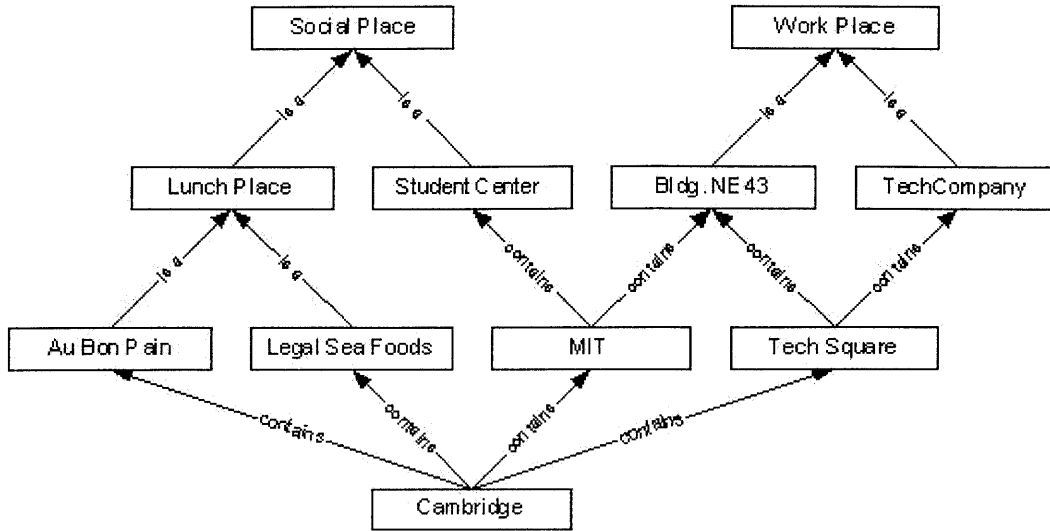 Social Place
Work Place
is a
is a
is a
is a
Lunch Place
Student Center
Bldg. NE43
TechCompany
is a
is a
contains
contains
contains
contains
Au Bon Pain
Legal Sea Foods
MIT
Tech Square
contains
contains
contains
contains
Cambridge